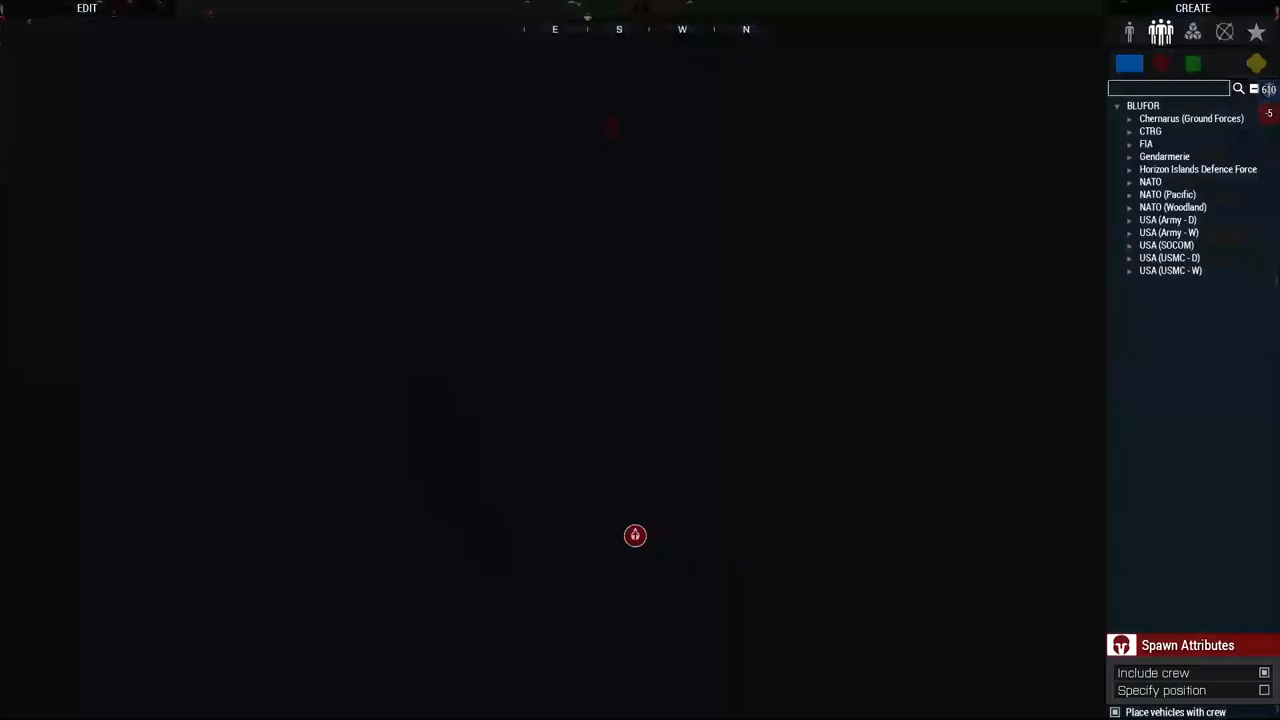 EDIT
CREATE
E S W N
610
BLUFOR
-5
Chernarus (Ground Forces)
CTRG
FIA
Gendarmerie
Horizon Islands Defence Force
NATO
NATO (Pacific)
NATO (Woodland)
USA (Army - D)
USA (Army - W)
USA (SOCOM)
USA (USMC - D)
USA (USMC - W)
Spawn Attributes
Include crew
Specify position
Place vehicles with crew